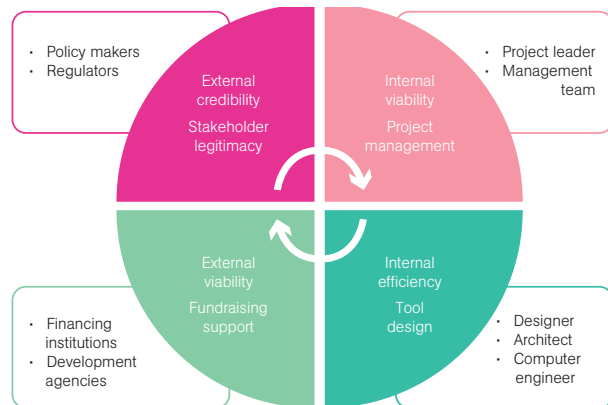 · Policy makers
· Regulators
External
credibility
Stakeholder
legitimacy
Internal
viability
Project
management
· Project leader
· Management
team
External
viability
Fundraising
support
Internal
efficiency
Tool
design
· Financing
institutions
· Development
agencies
· Designer
· Architect
· Computer
engineer